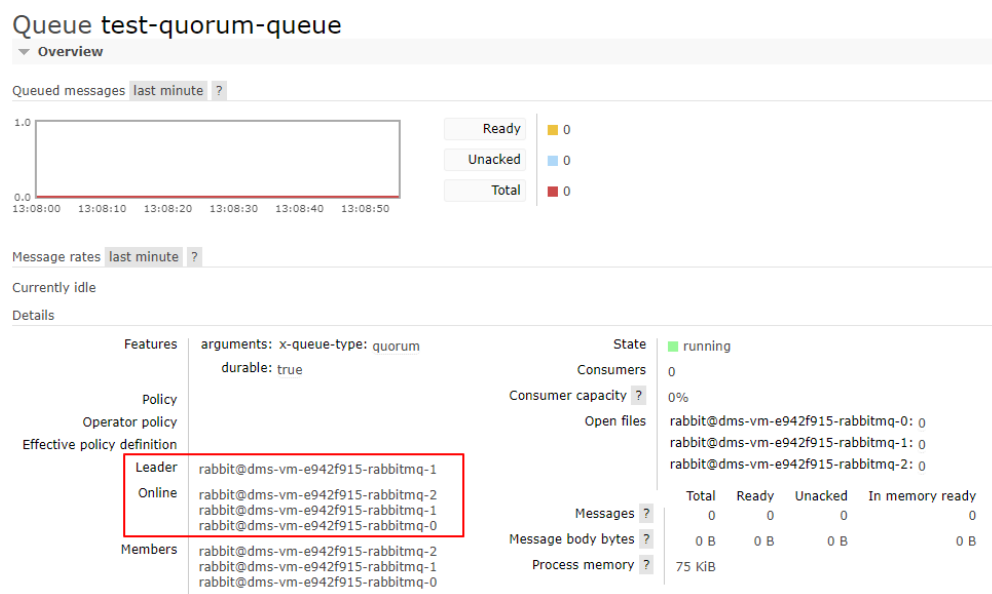 Queue test-quorum-queue
Overview
Queued messages last minute ?
1.0
0.0
13:08:00 13:08:10 13:08:20 13:08:30 13:08:40 13:08:50
Ready 0
Unacked 0
Total 0
Message rates last minute ?
Currently idle
Details
Features arguments: x-queue-type: quorum
durable: true
Policy
Operator policy
Effective policy definition
Leader rabbit@dms-vm-e942f915-rabbitmq-1
Online rabbit@dms-vm-e942f915-rabbitmq-2
rabbit@dms-vm-e942f915-rabbitmq-1
rabbit@dms-vm-e942f915-rabbitmq-0
Members rabbit@dms-vm-e942f915-rabbitmq-2
rabbit@dms-vm-e942f915-rabbitmq-1
rabbit@dms-vm-e942f915-rabbitmq-0
State running
Consumers 0
Consumer capacity ? 0%
Open files rabbit@dms-vm-e942f915-rabbitmq-0: 0
rabbit@dms-vm-e942f915-rabbitmq-1: 0
rabbit@dms-vm-e942f915-rabbitmq-2: 0
Total Ready Unacked In memory ready
Messages ? 0 0 0 0
Message body bytes ? 0 B 0 B 0 B 0 B
Process memory ? 75 KiB